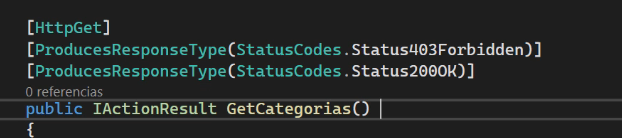 [HttpGet]
[ProducesResponseType(StatusCodes.Status403Forbidden)]
[ProducesResponseType(StatusCodes.Status200OK)]
0 referencias
public IActionResult GetCategorias()
{